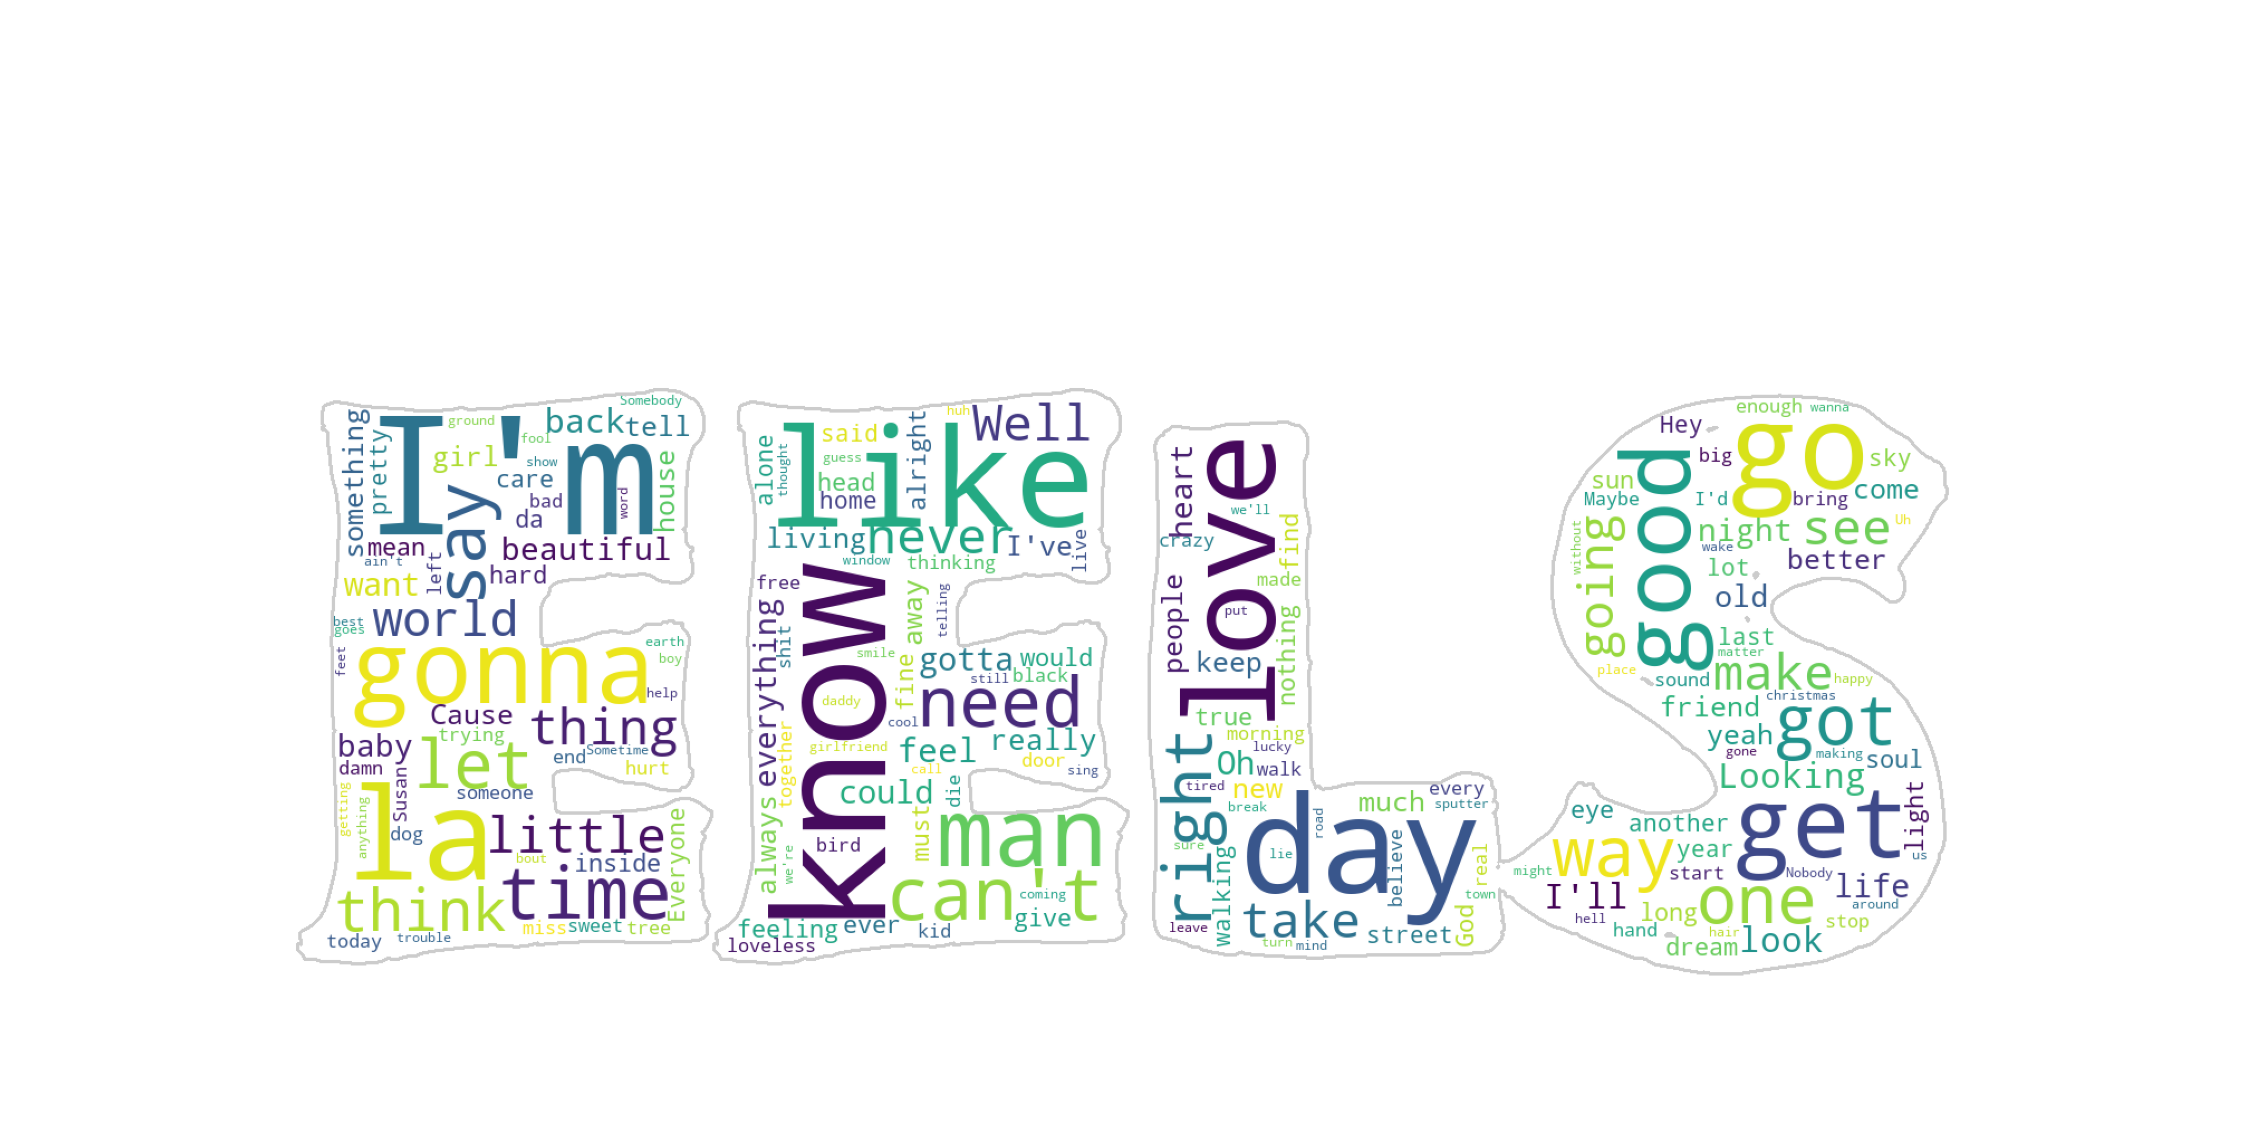 I'm
Somebody
something
pretty
ground
fool
back
tell
girl
show
care
bad
word
da
house
say
mean
ain't
left
beautiful
hard
want
world
best
goes
feet
gonna
earth
boy
help
Cause
thing
trying
baby
damn
let
end
Sometime
hurt
someone
Susan
getting
anything
dog
la
little
bout
inside
time
think
Everyone
miss
sweet
tree
today
trouble
like
huh
Well
said
guess
alone
thought
head
home
alright
living
never
I've
live
window
thinking
free
everything
shit
know
away
telling
smile
fine
gotta
would
still
black
daddy
cool
need
together
girlfriend
feel
really
call
door
sing
could
die
always
we're
bird
must
man
can't
coming
give
feeling
ever
kid
loveless
heart
love
we'll
crazy
find
people
made
put
keep
nothing
true
morning
right
Oh
lucky
walk
tired
new
break
day
road
much
every
sputter
sure
walking
lie
believe
real
town
take
leave
turn
mind
street
God
enough
wanna
Hey
go
big
sky
good
sun
Maybe
I'd
bring
come
going
without
night
see
Uh
wake
better
lot
old
last
matter
place
sound
make
happy
friend
christmas
yeah
got
gone
making
soul
Looking
eye
another
get
light
way
year
us
might
start
Nobody
life
I'll
one
around
hell
long
stop
hand
hair
dream
look